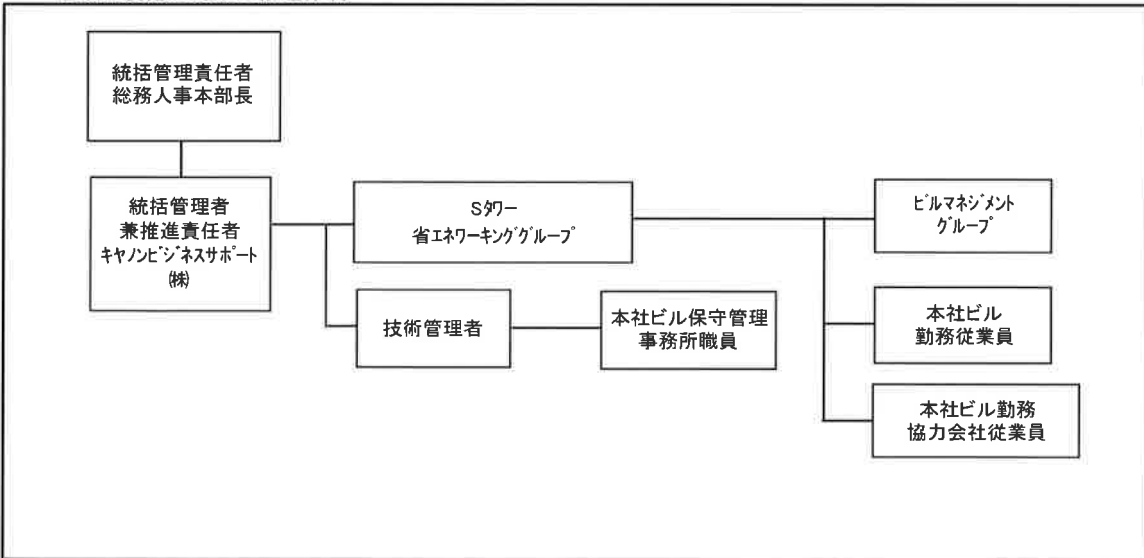 統括管理責任者
総務人事本部長
統括管理者
兼推進責任者
キヤノンビジネスサポート
㈱
Sタワー
省エネワーキンググループ
技術管理者
本社ビル保守管理
事務所職員
ビルマネジメント
グループ
本社ビル
勤務従業員
本社ビル勤務
協力会社従業員